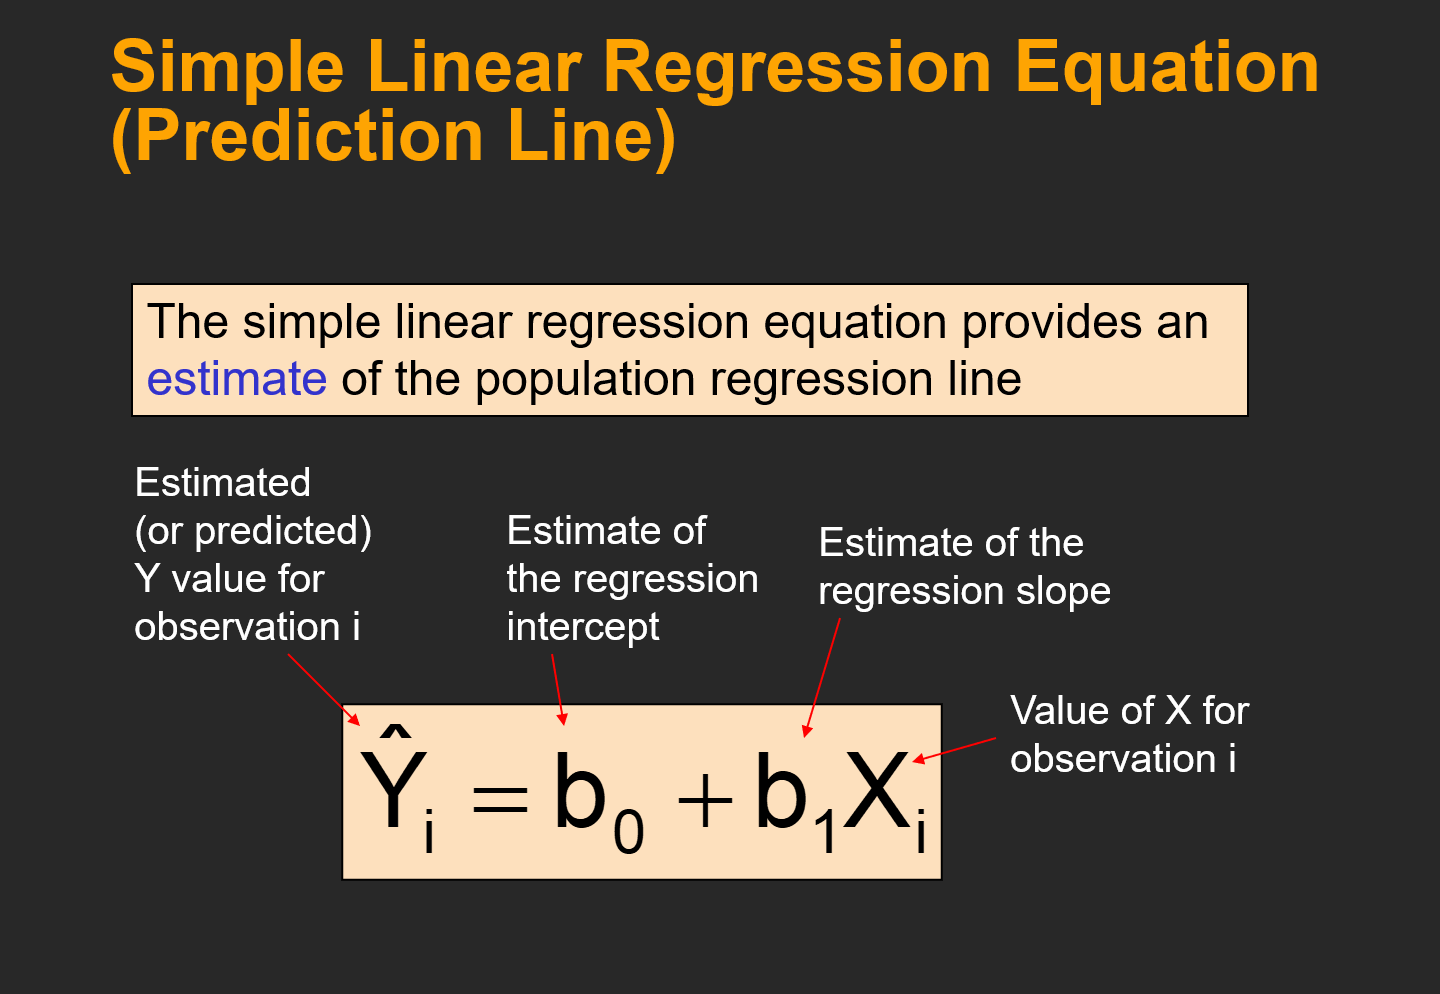 Simple Linear Regression Equation
(Prediction Line)
The simple linear regression equation provides an
estimate of the population regression line
Estimated
(or predicted)
Y value for
observation i
Estimate of
the regression
intercept
Estimate of the
regression slope
Value of X for
observation i
Ŷᵢ = b₀ + b₁Xᵢ